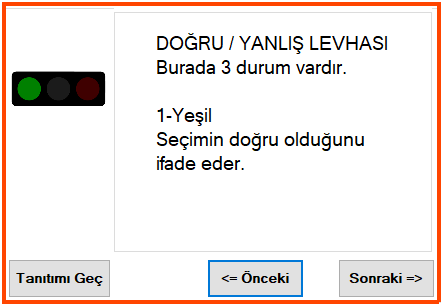 DOĞRU / YANLIŞ LEVHASI
Burada 3 durum vardır.
1-Yeşil
Seçimin doğru olduğunu
ifade eder.
Tanıtımı Geç
<= Önceki
Sonraki =>